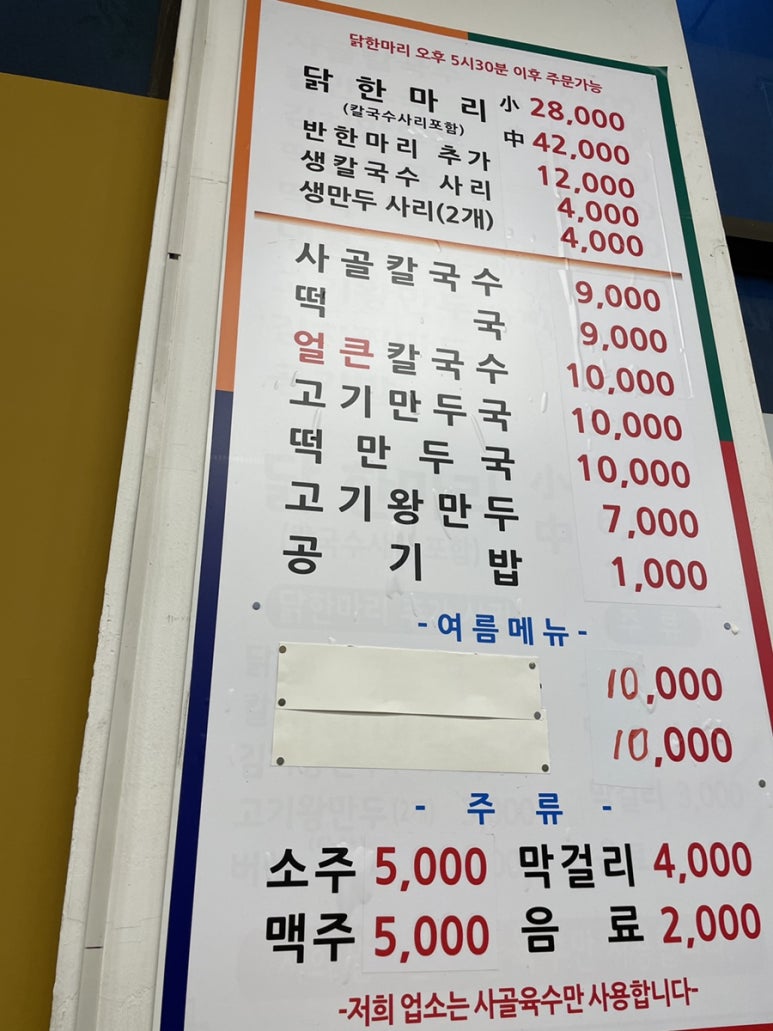 닭한마리 오후 5시30분 이후 주문가능
닭 한 마 리 小 28,000
(칼국수사리포함) 中 42,000
반한마리 추가 12,000
생칼국수 사리 4,000
생만두 사리(2개) 4,000
사골칼국수 9,000
떡 국 9,000
얼큰칼국수 10,000
고기만두국 10,000
떡만두국 10,000
고기왕만두 7,000
공 기 밥 1,000
-여름메뉴-
10,000
10,000
- 주 류 -
소주 5,000 막걸리 4,000
맥주 5,000 음 료 2,000
-저희 업소는 사골육수만 사용합니다-